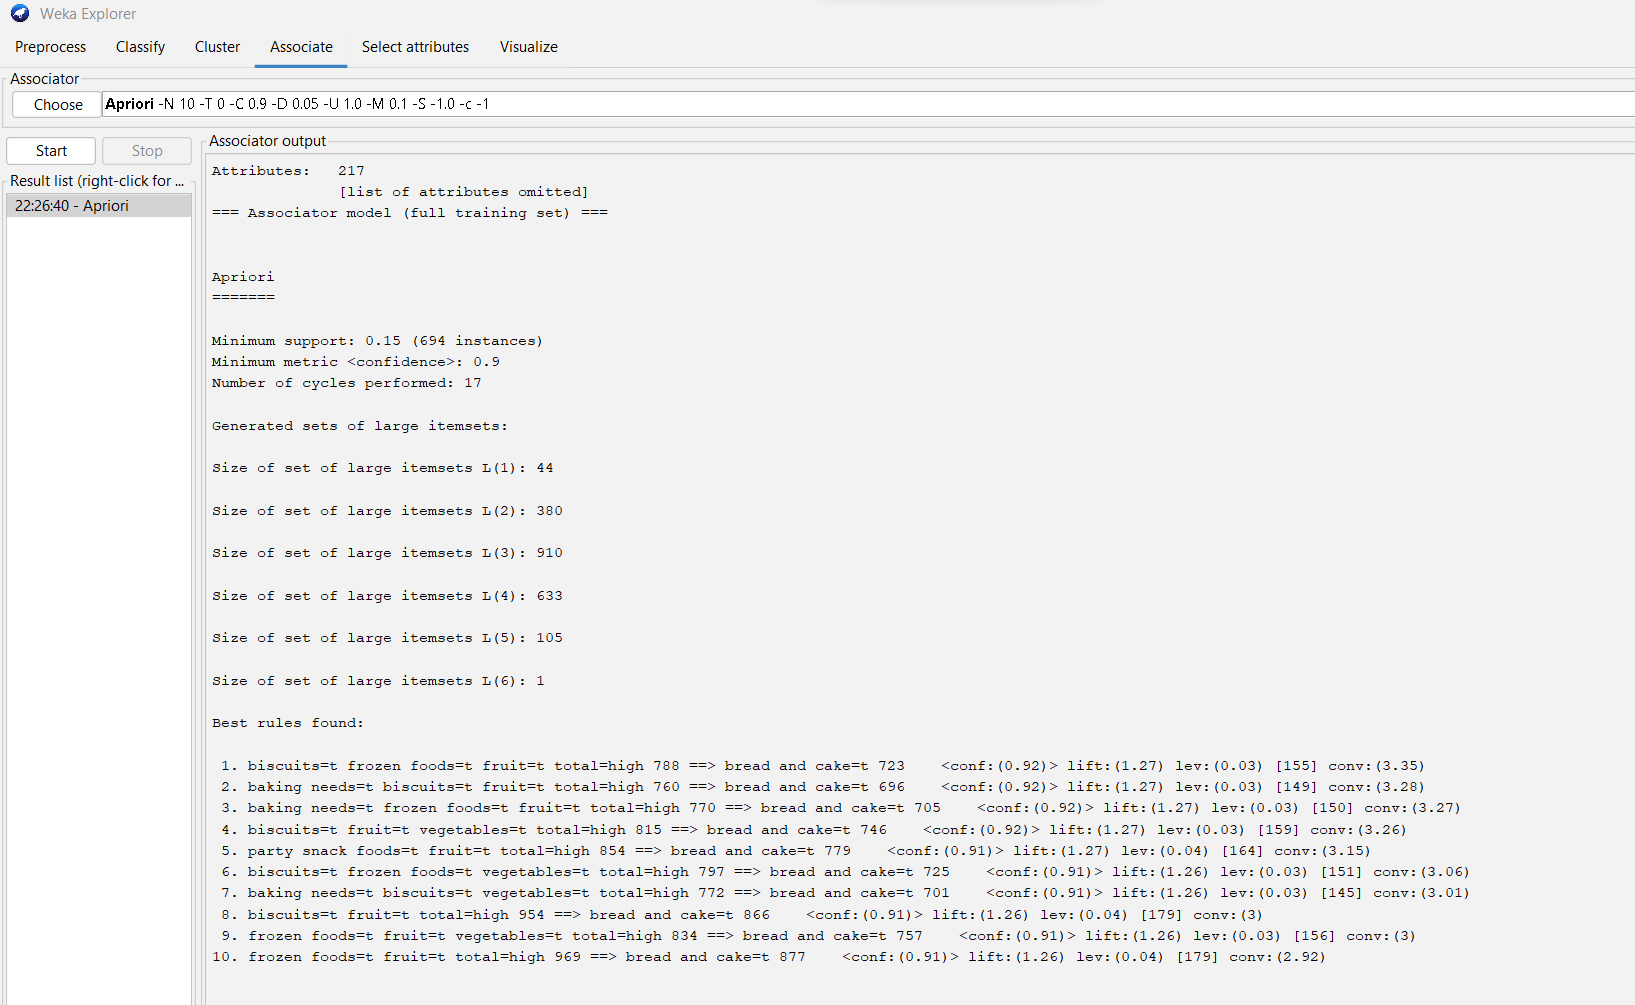 Weka Explorer
Preprocess Classify Cluster Associate Select attributes Visualize
Associator
Choose Apriori -N 10 -T 0 -C 0.9 -D 0.05 -U 1.0 -M 0.1 -S -1.0 -c -1
Start Stop
Result list (right-click for ...
22:26:40 - Apriori
Associator output
Attributes: 217
[list of attributes omitted]
=== Associator model (full training set) ===
Apriori
=======
Minimum support: 0.15 (694 instances)
Minimum metric <confidence>: 0.9
Number of cycles performed: 17
Generated sets of large itemsets:
Size of set of large itemsets L(1): 44
Size of set of large itemsets L(2): 380
Size of set of large itemsets L(3): 910
Size of set of large itemsets L(4): 633
Size of set of large itemsets L(5): 105
Size of set of large itemsets L(6): 1
Best rules found:
1. biscuits=t frozen foods=t fruit=t total=high 788 ==> bread and cake=t 723 <conf:(0.92)> lift:(1.27) lev:(0.03) [155] conv:(3.35)
2. baking needs=t biscuits=t fruit=t total=high 760 ==> bread and cake=t 696 <conf:(0.92)> lift:(1.27) lev:(0.03) [149] conv:(3.28)
3. baking needs=t frozen foods=t fruit=t total=high 770 ==> bread and cake=t 705 <conf:(0.92)> lift:(1.27) lev:(0.03) [150] conv:(3.27)
4. biscuits=t fruit=t vegetables=t total=high 815 ==> bread and cake=t 746 <conf:(0.92)> lift:(1.27) lev:(0.03) [159] conv:(3.26)
5. party snack foods=t fruit=t total=high 854 ==> bread and cake=t 779 <conf:(0.91)> lift:(1.27) lev:(0.04) [164] conv:(3.15)
6. biscuits=t frozen foods=t vegetables=t total=high 797 ==> bread and cake=t 725 <conf:(0.91)> lift:(1.26) lev:(0.03) [151] conv:(3.06)
7. baking needs=t biscuits=t vegetables=t total=high 772 ==> bread and cake=t 701 <conf:(0.91)> lift:(1.26) lev:(0.03) [145] conv:(3.01)
8. biscuits=t fruit=t total=high 954 ==> bread and cake=t 866 <conf:(0.91)> lift:(1.26) lev:(0.04) [179] conv:(3)
9. frozen foods=t fruit=t vegetables=t total=high 834 ==> bread and cake=t 757 <conf:(0.91)> lift:(1.26) lev:(0.03) [156] conv:(3)
10. frozen foods=t fruit=t total=high 969 ==> bread and cake=t 877 <conf:(0.91)> lift:(1.26) lev:(0.04) [179] conv:(2.92)